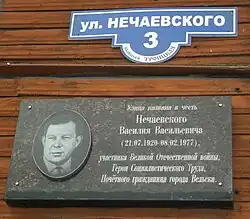 ул. НЕЧАЕВСКОГО
3
Улица названа в честь
Нечаевского
Василия Васильевича
(21.07.1920-08.02.1977),
участника Великой Отечественной войны,
Героя Социалистического Труда,
Почётного гражданина города Вельска.